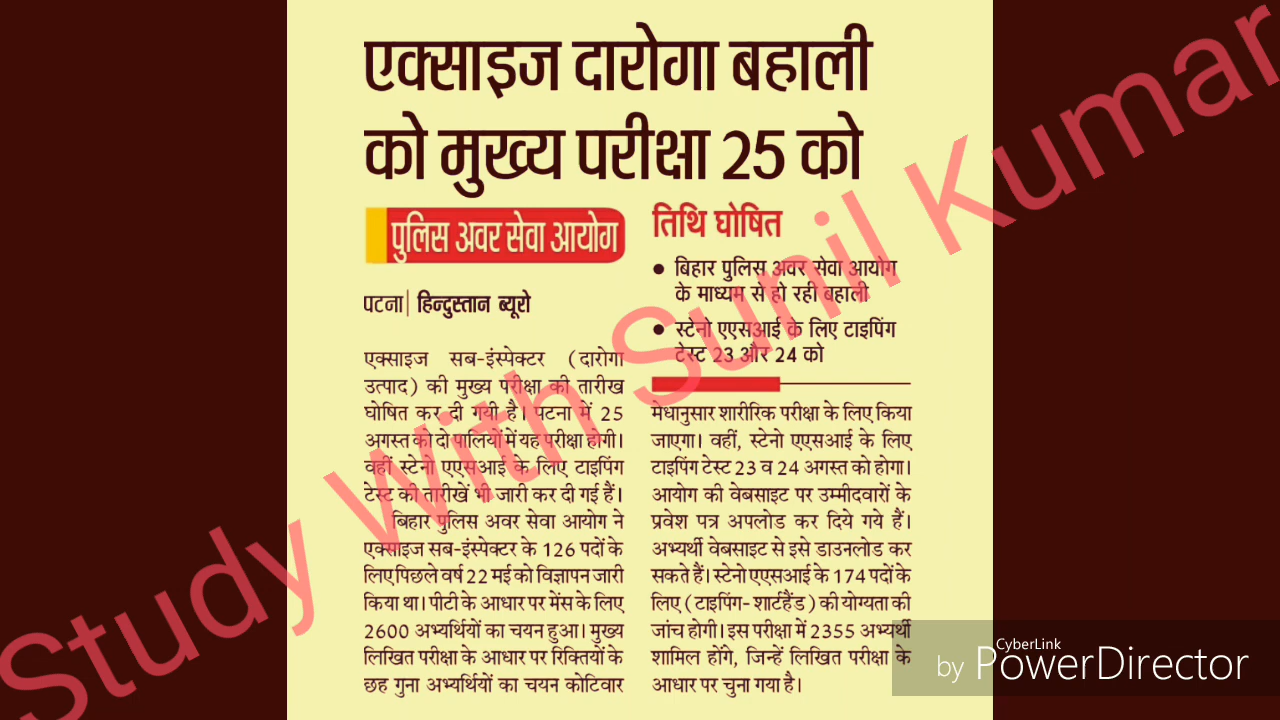 एक्साइज दारोगा बहाली
को मुख्य परीक्षा 25 को
पुलिस अवर सेवा आयोग
पटना| हिन्दुस्तान ब्यूरो
एक्साइज सब-इंस्पेक्टर (दारोगा
उत्पाद) की मुख्य परीक्षा की तारीख
घोषित कर दी गयी है। पटना में 25
अगस्त को दो पालियों में यह परीक्षा होगी।
वहीं स्टेनो एएसआई के लिए टाइपिंग
टेस्ट की तारीखें भी जारी कर दी गई हैं।
बिहार पुलिस अवर सेवा आयोग ने
एक्साइज सब-इंस्पेक्टर के 126 पदों के
लिए पिछले वर्ष 22 मई को विज्ञापन जारी
किया था। पीटी के आधार पर मेंस के लिए
2600 अभ्यर्थियों का चयन हुआ। मुख्य
लिखित परीक्षा के आधार पर रिक्तियों के
छह गुना अभ्यर्थियों का चयन कोटिवार
तिथि घोषित
● बिहार पुलिस अवर सेवा आयोग
के माध्यम से हो रही बहाली
● स्टेनो एएसआई के लिए टाइपिंग
टेस्ट 23 और 24 को
मेधानुसार शारीरिक परीक्षा के लिए किया
जाएगा। वहीं, स्टेनो एएसआई के लिए
टाइपिंग टेस्ट 23 व 24 अगस्त को होगा।
आयोग की वेबसाइट पर उम्मीदवारों के
प्रवेश पत्र अपलोड कर दिये गये हैं।
अभ्यर्थी वेबसाइट से इसे डाउनलोड कर
सकते हैं। स्टेनो एएसआई के 174 पदों के
लिए (टाइपिंग- शार्टहैंड) की योग्यता की
जांच होगी। इस परीक्षा में 2355 अभ्यर्थी
शामिल होंगे, जिन्हें लिखित परीक्षा के
आधार पर चुना गया है।
Study With Sunil Kumar
CyberLink
by PowerDirector